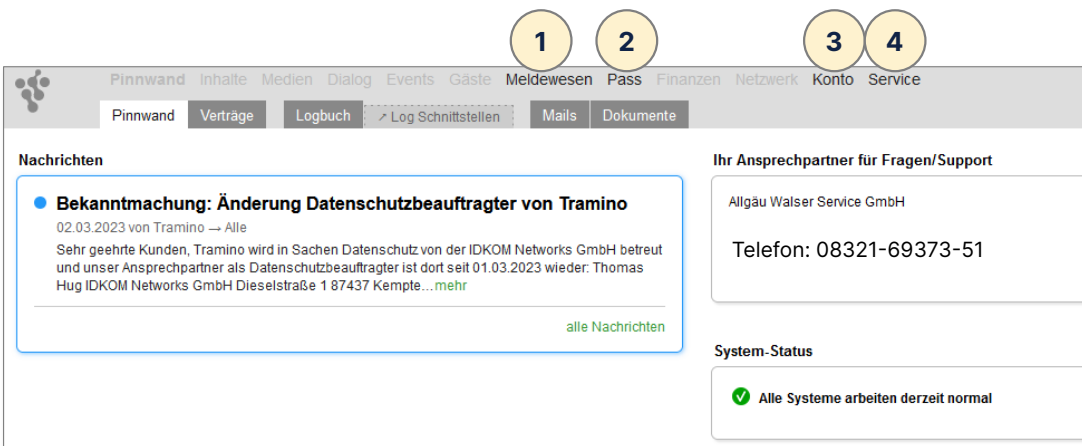 1 2 3 4
Pinnwand Inhalte Medien Dialog Events Gäste Meldewesen Pass Finanzen Netzwerk Konto Service
Pinnwand Verträge Logbuch ↗ Log Schnittstellen Mails Dokumente
Nachrichten
Bekanntmachung: Änderung Datenschutzbeauftragter von Tramino
02.03.2023 von Tramino → Alle
Sehr geehrte Kunden, Tramino wird in Sachen Datenschutz von der IDKOM Networks GmbH betreut
und unser Ansprechpartner als Datenschutzbeauftragter ist dort seit 01.03.2023 wieder: Thomas
Hug IDKOM Networks GmbH Dieselstraße 1 87437 Kempte...mehr
alle Nachrichten
Ihr Ansprechpartner für Fragen/Support
Allgäu Walser Service GmbH
Telefon: 08321-69373-51
System-Status
Alle Systeme arbeiten derzeit normal